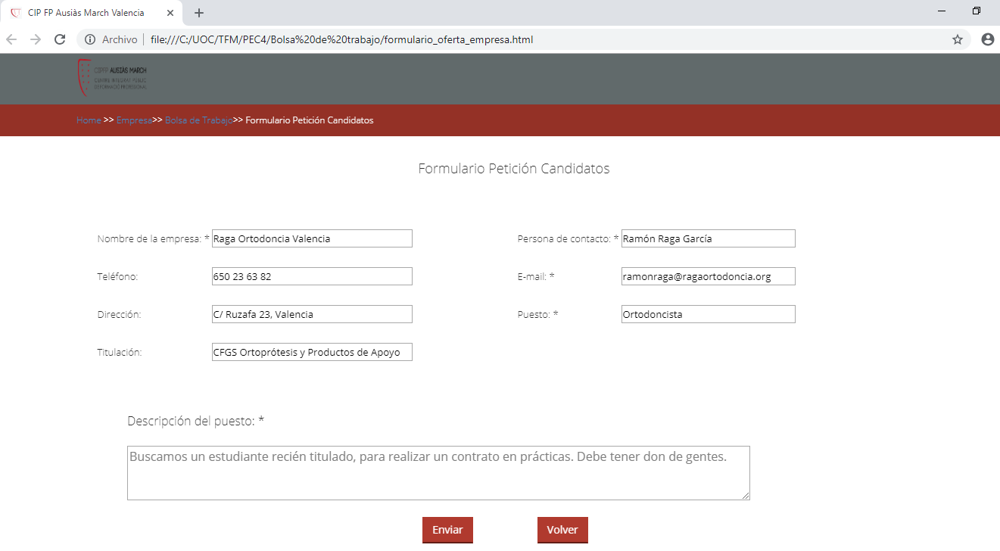 CIP FP Ausiàs March Valencia
Archivo file:///C:/UOC/TFM/PEC4/Bolsa%20de%20trabajo/formulario_oferta_empresa.html
CIPFP AUSIÀS MARCH
CENTRE INTEGRAT PÚBLIC
DE FORMACIÓ PROFESSIONAL
Home >> Empresa>> Bolsa de Trabajo>> Formulario Petición Candidatos
Formulario Petición Candidatos
Nombre de la empresa: * Raga Ortodoncia Valencia Persona de contacto: * Ramón Raga García
Teléfono: 650 23 63 82 E-mail: * ramonraga@ragaortodoncia.org
Dirección: C/ Ruzafa 23, Valencia Puesto: * Ortodoncista
Titulación: CFGS Ortoprótesis y Productos de Apoyo
Descripción del puesto: *
Buscamos un estudiante recién titulado, para realizar un contrato en prácticas. Debe tener don de gentes.
Enviar Volver